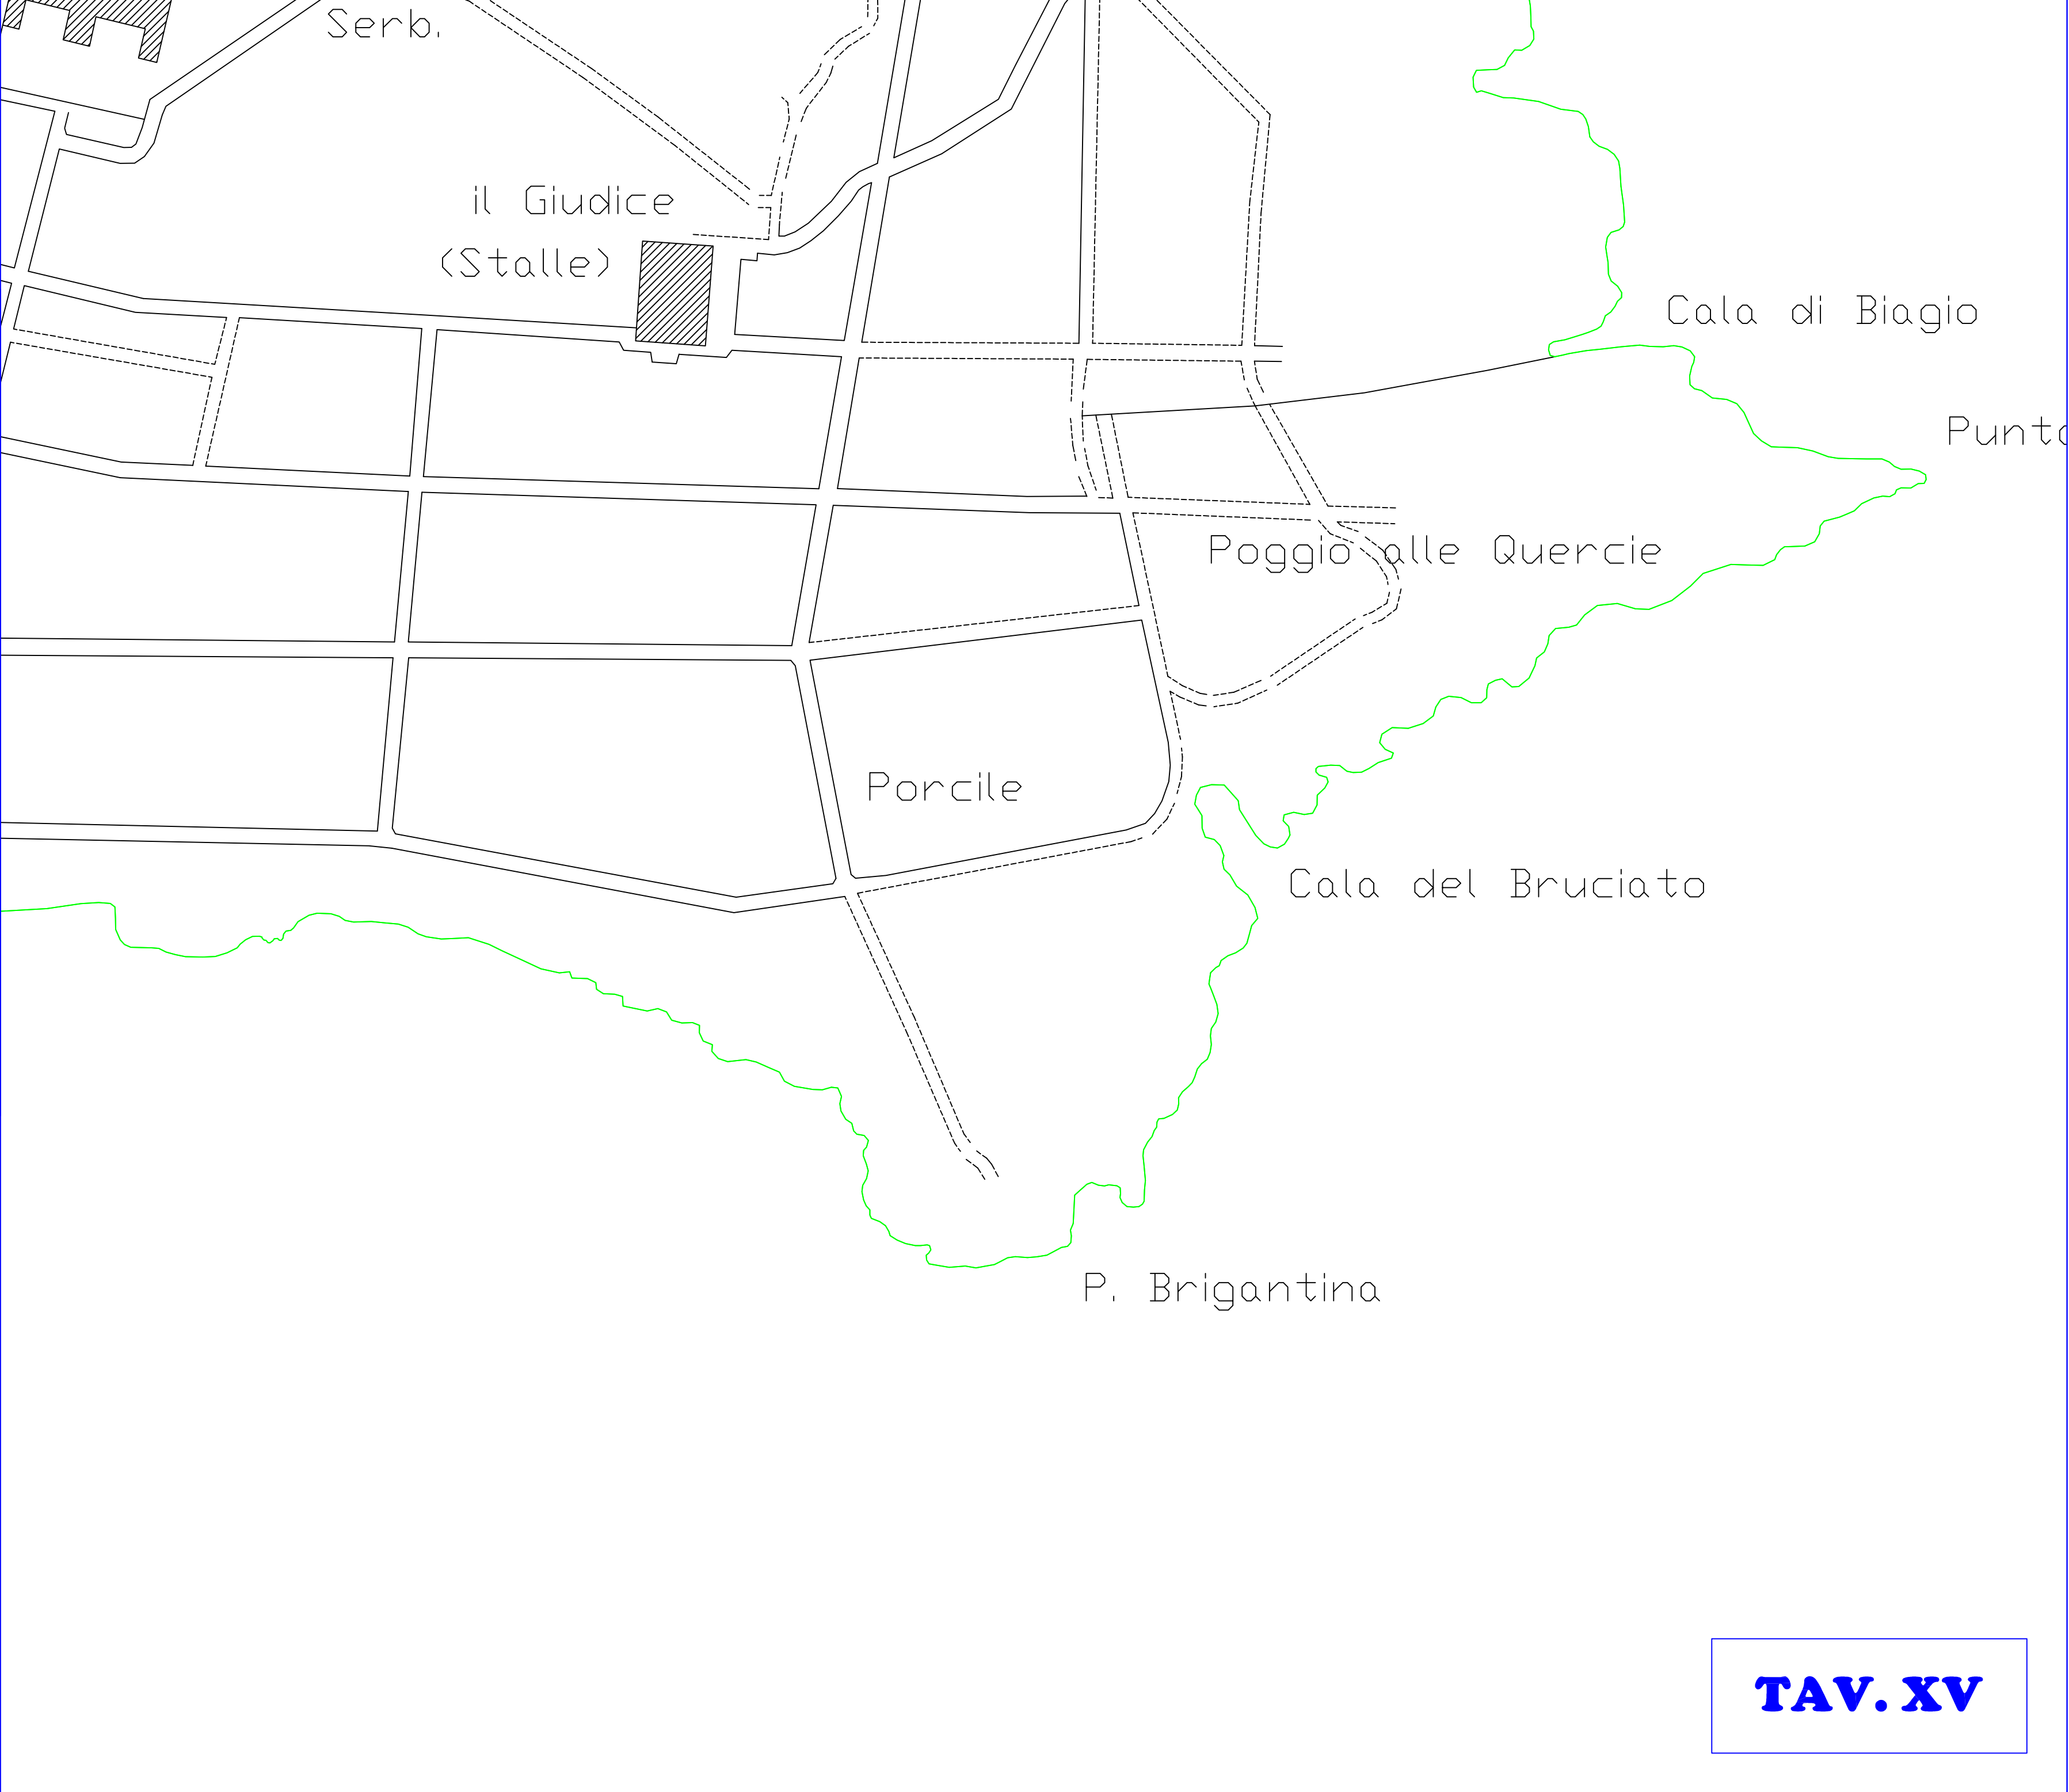 Serb.
il Giudice
(Stalle)
Cala di Biagio
Poggio alle Quercie
Porcile
Cala del Bruciato
P. Brigantina
TAV. XV